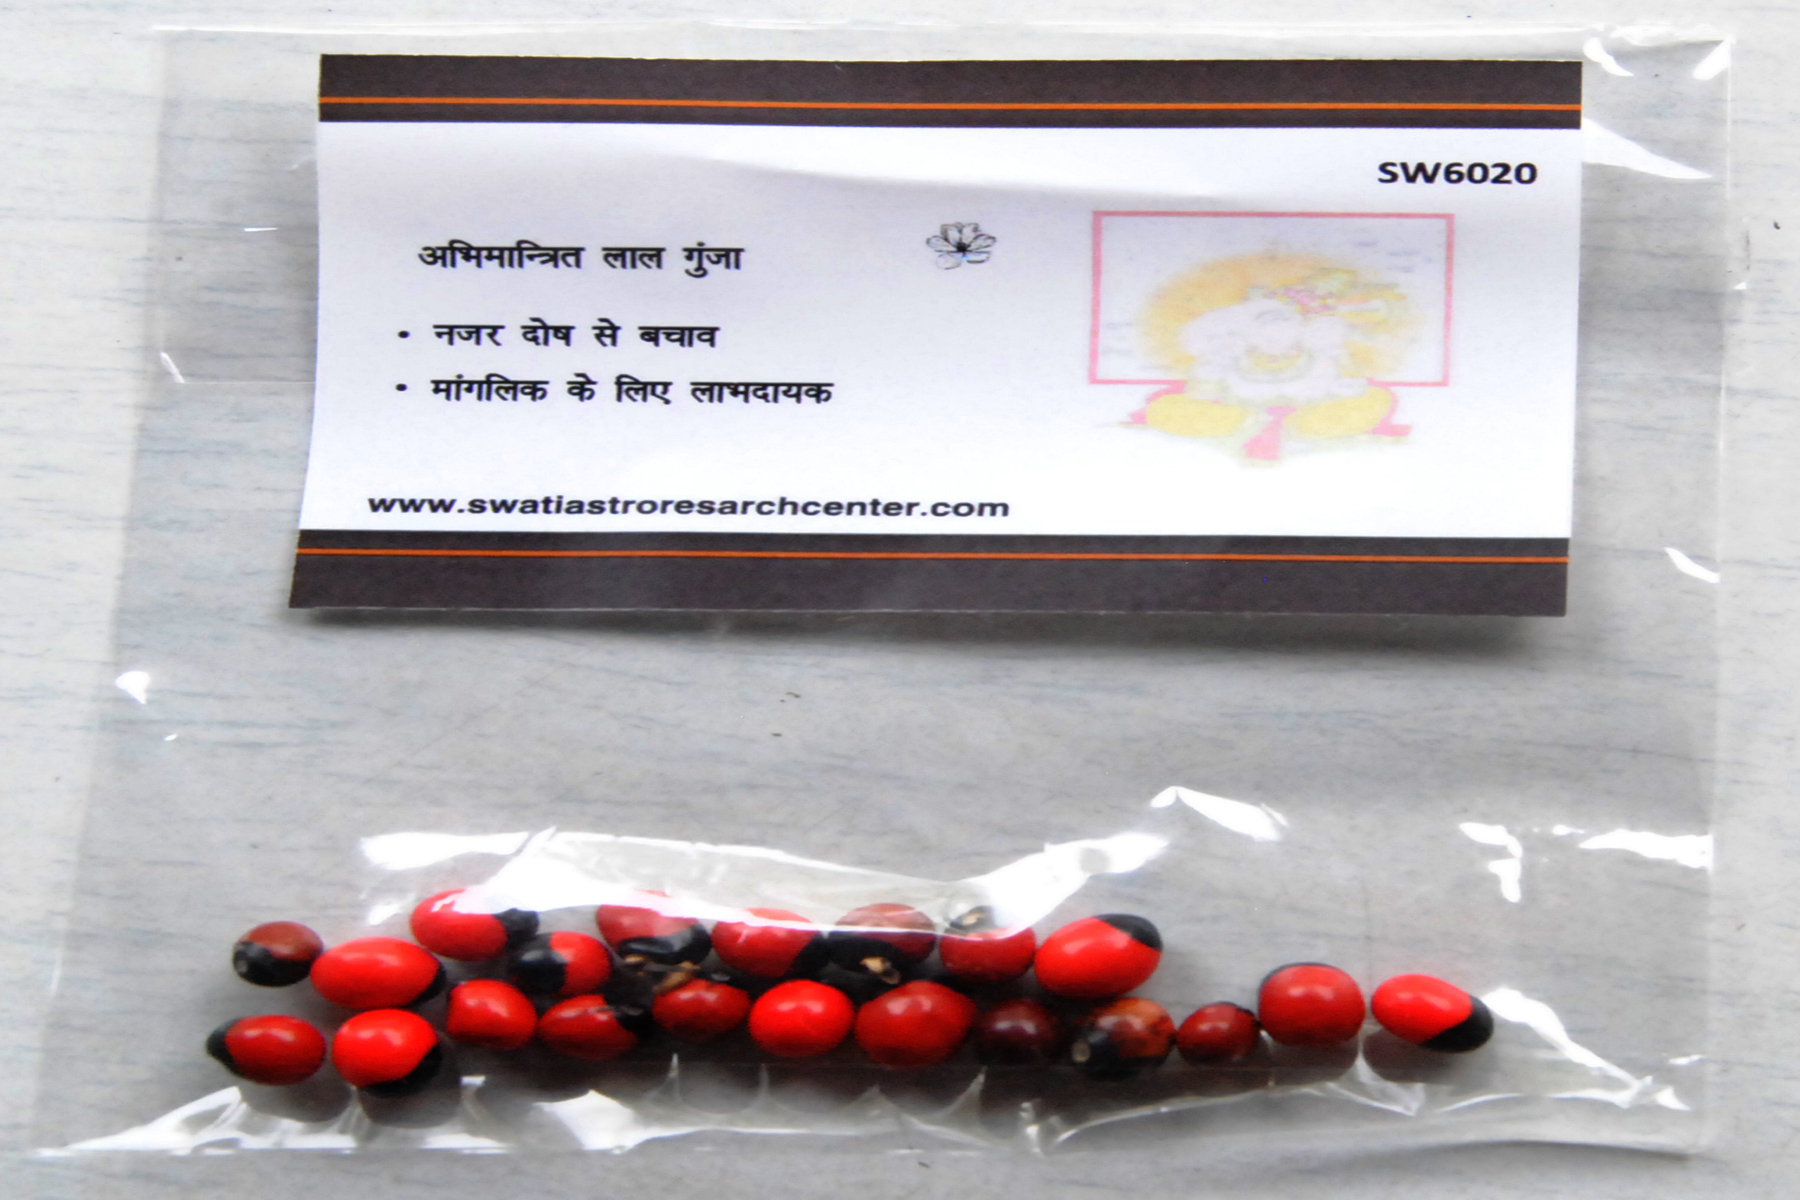 SW6020
अभिमान्त्रित लाल गुंजा
• नजर दोष से बचाव
• मांगलिक के लिए लाभदायक
www.swatiastroresarchcenter.com